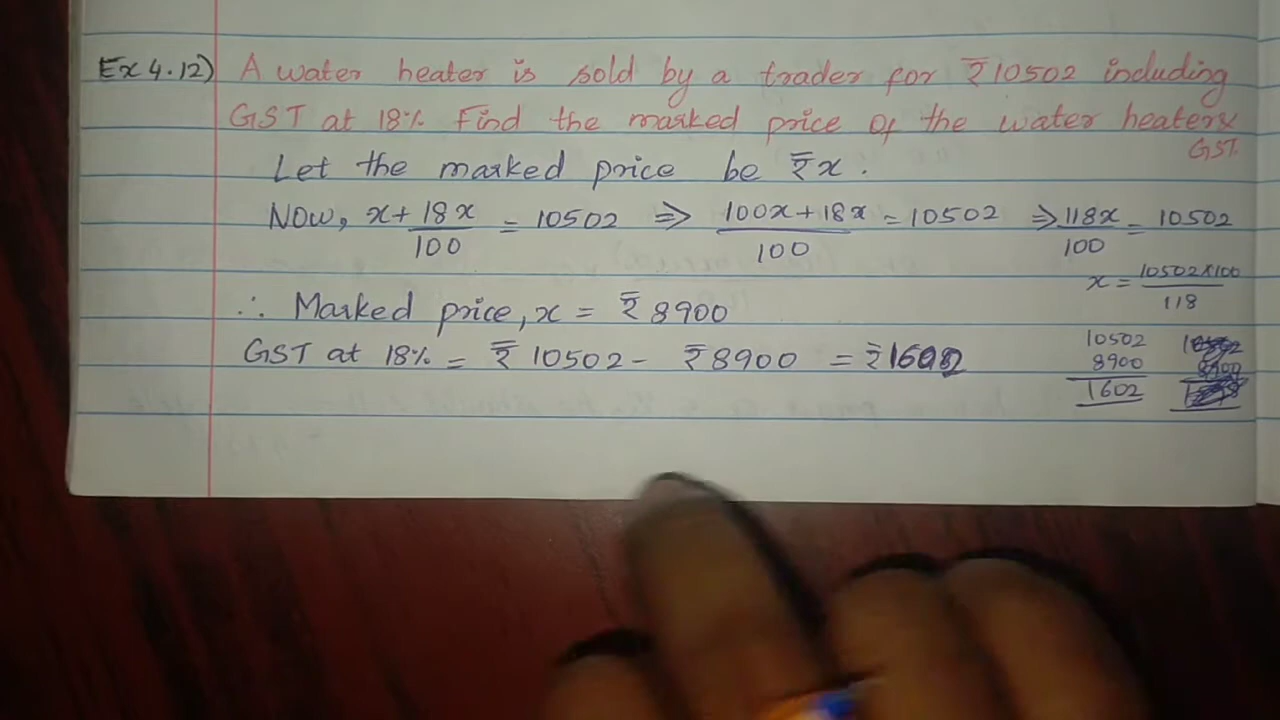 Ex 4.12) A water heater is sold by a trader for ₹10502 including
GST at 18% Find the marked price of the water heater &
GST.
Let the marked price be ₹x.
Now, x + 18x/100 = 10502 ⇒ 100x + 18x/100 = 10502 ⇒ 118x/100 = 10502
x = 10502×100/118
∴ Marked price, x = ₹8900
GST at 18% = ₹10502 - ₹8900 = ₹1602
10502
8900
1602